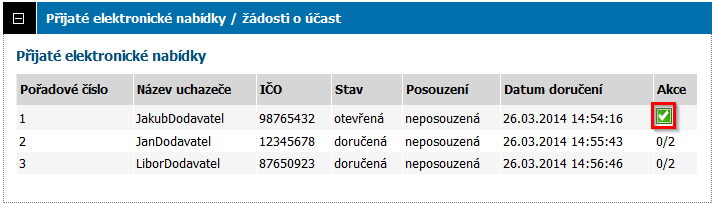 Přijaté elektronické nabídky / žádosti o účast
Přijaté elektronické nabídky
Pořadové číslo Název uchazeče IČO Stav Posouzení Datum doručení Akce
1 JakubDodavatel 98765432 otevřená neposouzená 26.03.2014 14:54:16
2 JanDodavatel 12345678 doručená neposouzená 26.03.2014 14:55:43 0/2
3 LiborDodavatel 87650923 doručená neposouzená 26.03.2014 14:56:46 0/2